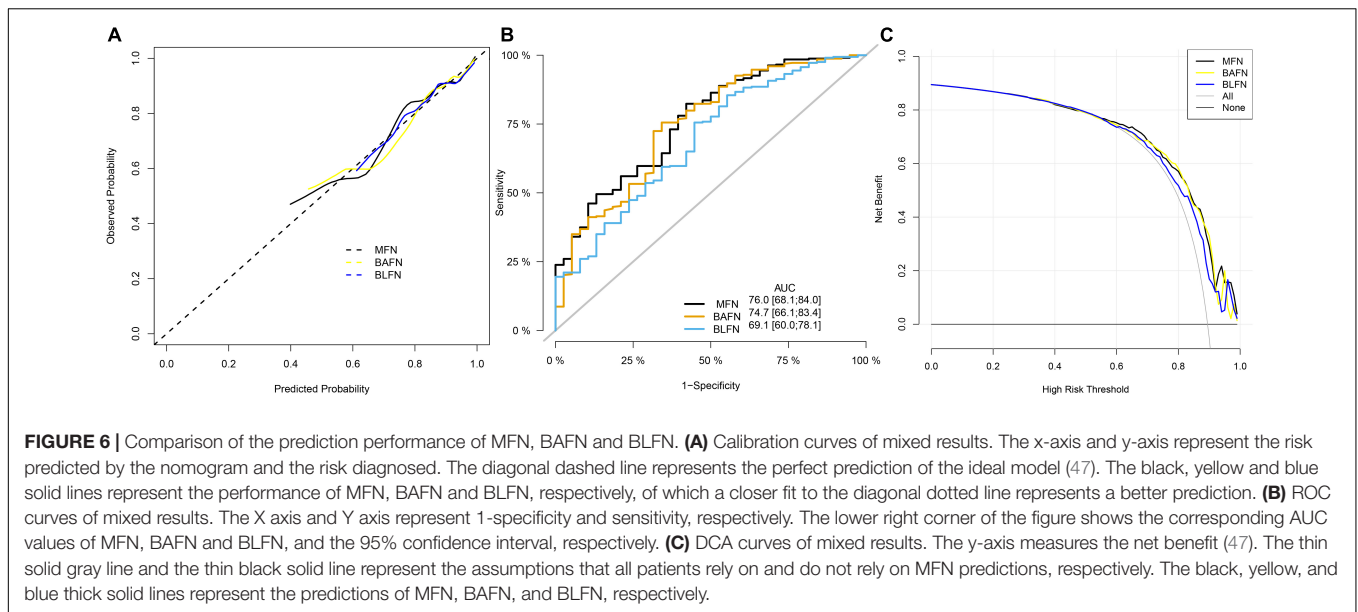 A
Observed Probability
1.0
0.8
0.6
0.4
0.2
0.0
MFN
BAFN
BLFN
0.0 0.2 0.4 0.6 0.8 1.0
Predicted Probability
B
Sensitivity
100 %
75%
50 %
25 %
0 %
AUC
MFN 76.0 [68.1;84.0]
BAFN 74.7 [66.1;83.4]
BLFN 69.1 [60.0;78.1]
0 % 25% 50% 75% 100 %
1−Specificity
C
Net Benefit
1.0
0.8
0.6
0.4
0.2
0.0
MFN
BAFN
BLFN
All
None
0.0 0.2 0.4 0.6 0.8 1.0
High Risk Threshold
FIGURE 6 | Comparison of the prediction performance of MFN, BAFN and BLFN. (A) Calibration curves of mixed results. The x-axis and y-axis represent the risk
predicted by the nomogram and the risk diagnosed. The diagonal dashed line represents the perfect prediction of the ideal model (47). The black, yellow and blue
solid lines represent the performance of MFN, BAFN and BLFN, respectively, of which a closer fit to the diagonal dotted line represents a better prediction. (B) ROC
curves of mixed results. The X axis and Y axis represent 1-specificity and sensitivity, respectively. The lower right corner of the figure shows the corresponding AUC
values of MFN, BAFN and BLFN, and the 95% confidence interval, respectively. (C) DCA curves of mixed results. The y-axis measures the net benefit (47). The thin
solid gray line and the thin black solid line represent the assumptions that all patients rely on and do not rely on MFN predictions, respectively. The black, yellow, and
blue thick solid lines represent the predictions of MFN, BAFN, and BLFN, respectively.